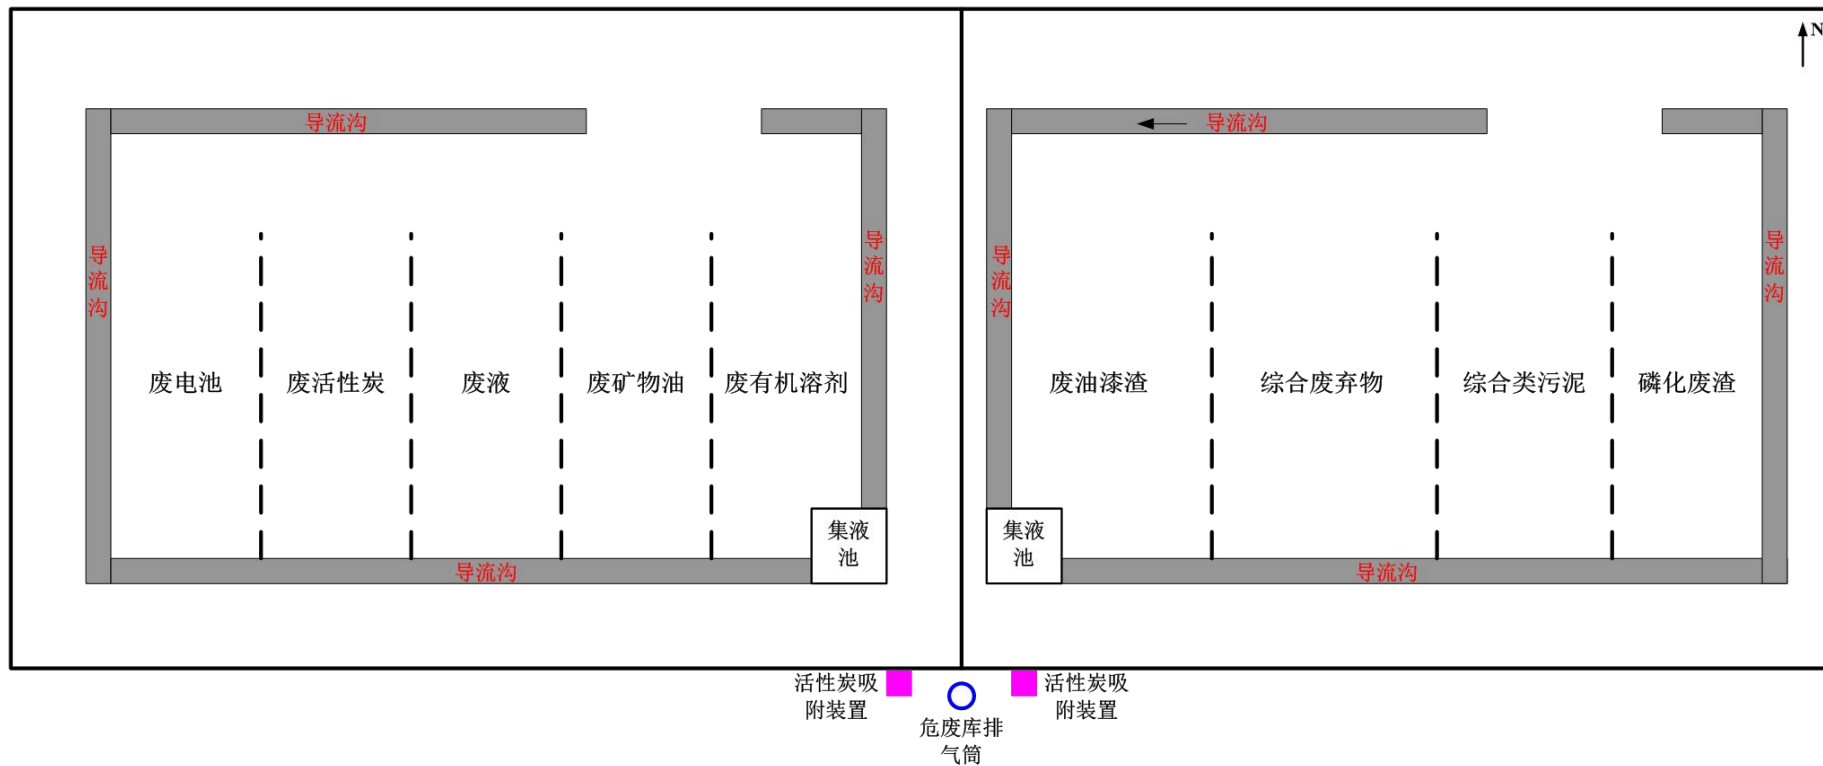 N
导流沟
导流沟
导流沟
导流沟
导流沟
导流沟
废电池
废活性炭
废液
废矿物油
废有机溶剂
废油漆渣
综合废弃物
综合类污泥
磷化废渣
集液
池
集液
池
导流沟
导流沟
活性炭吸
附装置
活性炭吸
附装置
危废库排
气筒